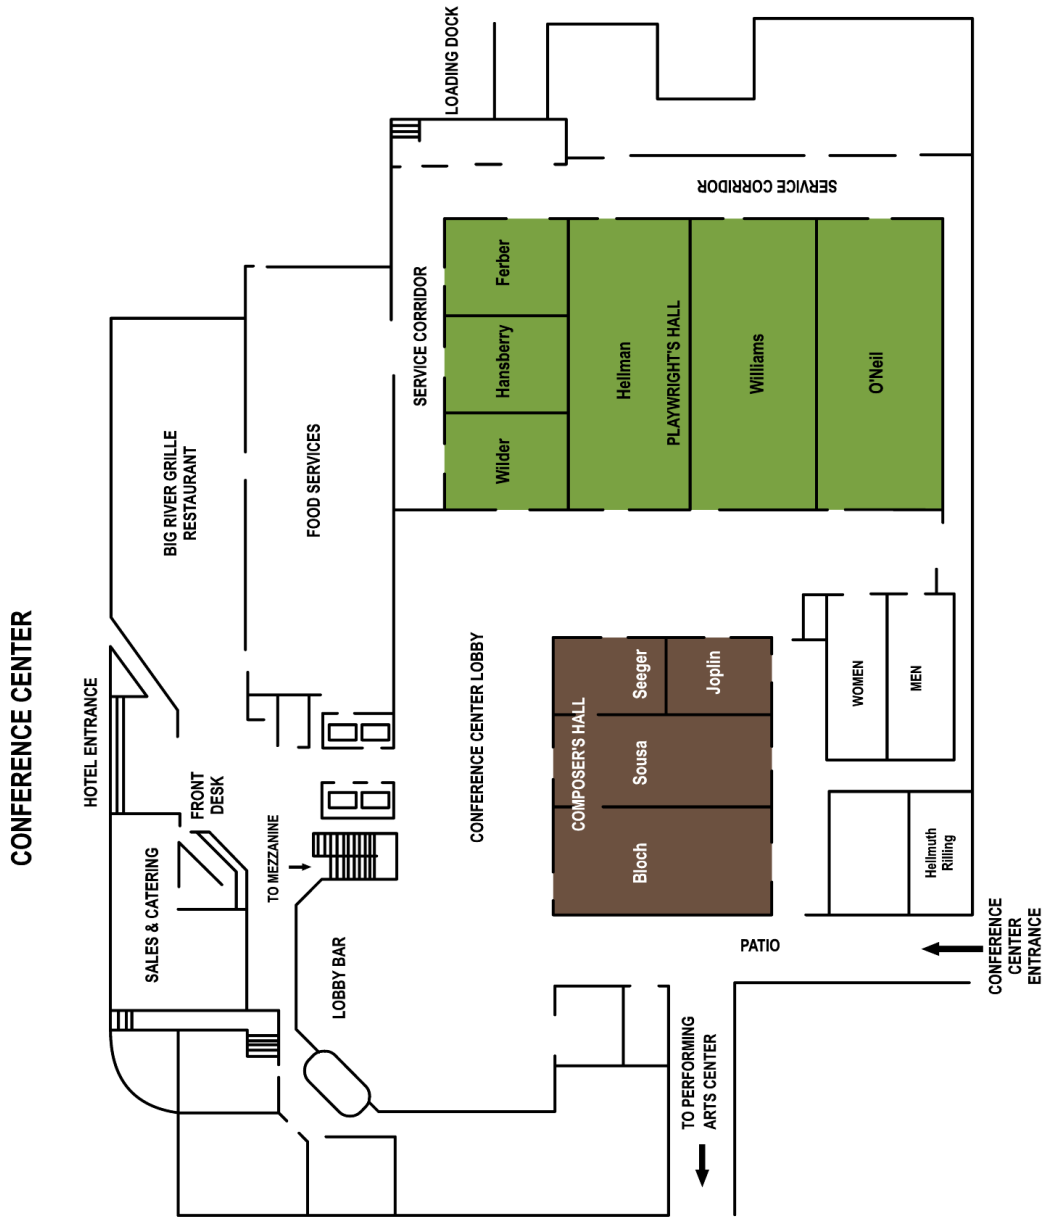 CONFERENCE CENTER
HOTEL ENTRANCE
BIG RIVER GRILLE
RESTAURANT
FOOD SERVICES
FRONT
DESK
SALES & CATERING
TO MEZZANINE
LOBBY BAR
LOADING DOCK
SERVICE CORRIDOR
SERVICE CORRIDOR
Ferber
Hansberry
Wilder
Hellman
PLAYWRIGHT'S HALL
Williams
O'Neil
CONFERENCE CENTER LOBBY
COMPOSER'S HALL
Seeger
Joplin
Sousa
Bloch
WOMEN
MEN
Hellmuth
Rilling
PATIO
CONFERENCE
CENTER
ENTRANCE
TO PERFORMING
ARTS CENTER